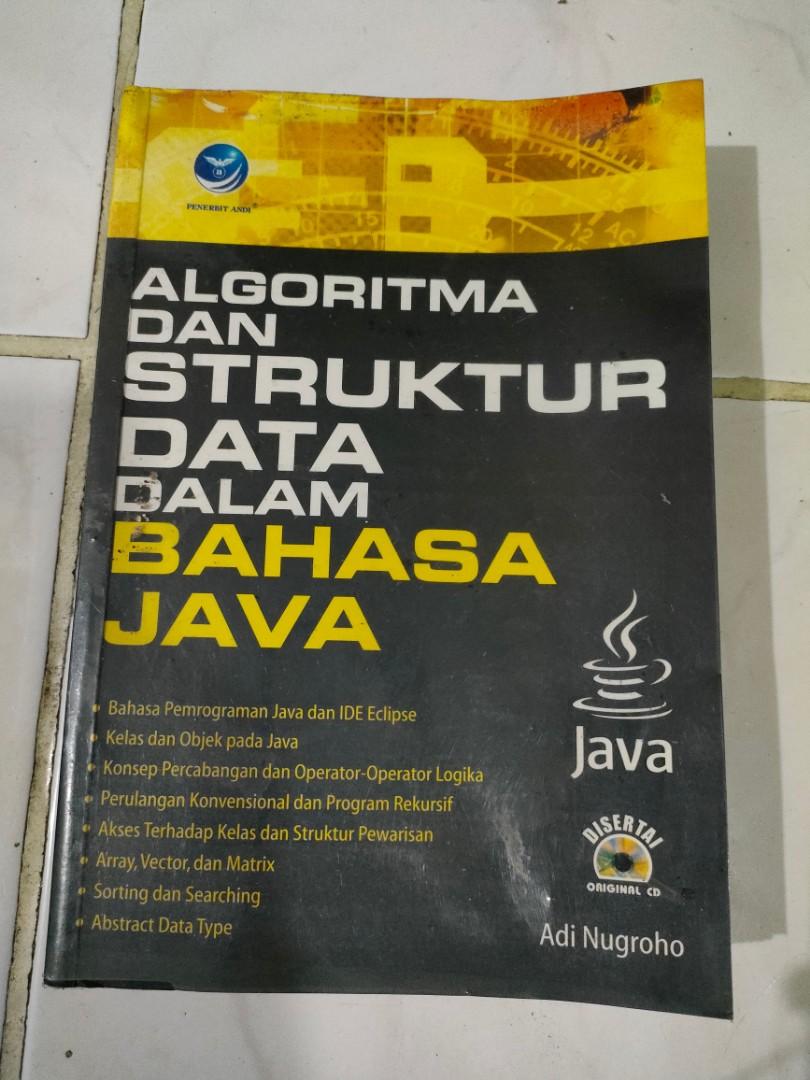 PENERBIT ANDI®
ALGORITMA
DAN
STRUKTUR
DATA
DALAM
BAHASA
JAVA
• Bahasa Pemrograman Java dan IDE Eclipse
• Kelas dan Objek pada Java
• Konsep Percabangan dan Operator-Operator Logika
• Perulangan Konvensional dan Program Rekursif
• Akses Terhadap Kelas dan Struktur Pewarisan
• Array, Vector, dan Matrix
• Sorting dan Searching
• Abstract Data Type
Java
DISERTAI
ORIGINAL CD
Adi Nugroho